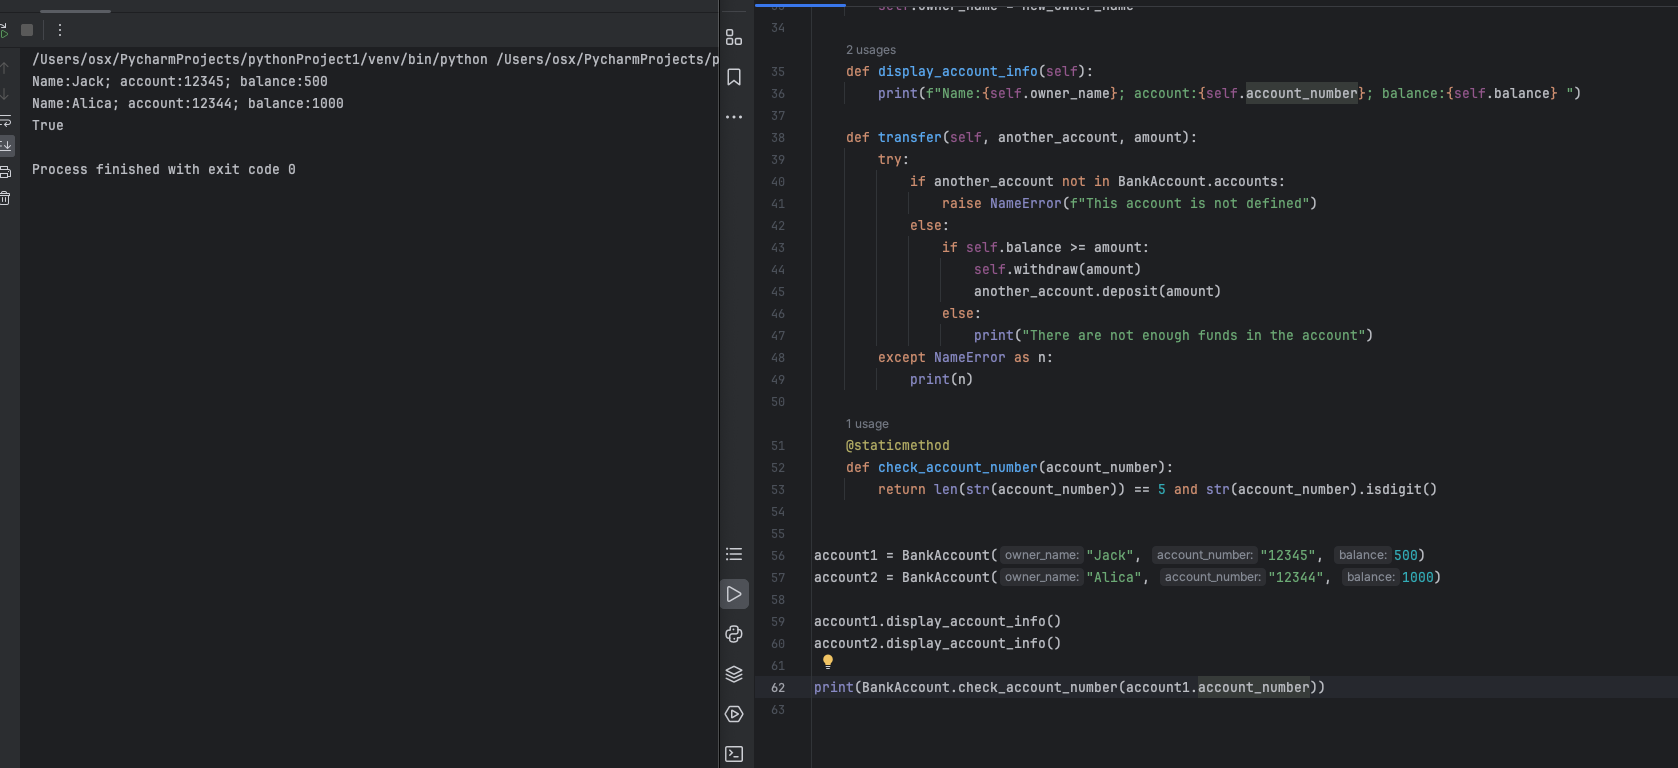 /Users/osx/PycharmProjects/pythonProject1/venv/bin/python /Users/osx/PycharmProjects/p
Name:Jack; account:12345; balance:500
Name:Alica; account:12344; balance:1000
True
Process finished with exit code 0
33 self.owner_name = new_owner_name
34
2 usages
35 def display_account_info(self):
36 print(f"Name:{self.owner_name}; account:{self.account_number}; balance:{self.balance} ")
37
38 def transfer(self, another_account, amount):
39 try:
40 if another_account not in BankAccount.accounts:
41 raise NameError(f"This account is not defined")
42 else:
43 if self.balance >= amount:
44 self.withdraw(amount)
45 another_account.deposit(amount)
46 else:
47 print("There are not enough funds in the account")
48 except NameError as n:
49 print(n)
50
1 usage
51 @staticmethod
52 def check_account_number(account_number):
53 return len(str(account_number)) == 5 and str(account_number).isdigit()
54
55
56 account1 = BankAccount( owner_name: "Jack", account_number: "12345", balance: 500)
57 account2 = BankAccount( owner_name: "Alica", account_number: "12344", balance: 1000)
58
59 account1.display_account_info()
60 account2.display_account_info()
61
62 print(BankAccount.check_account_number(account1.account_number))
63